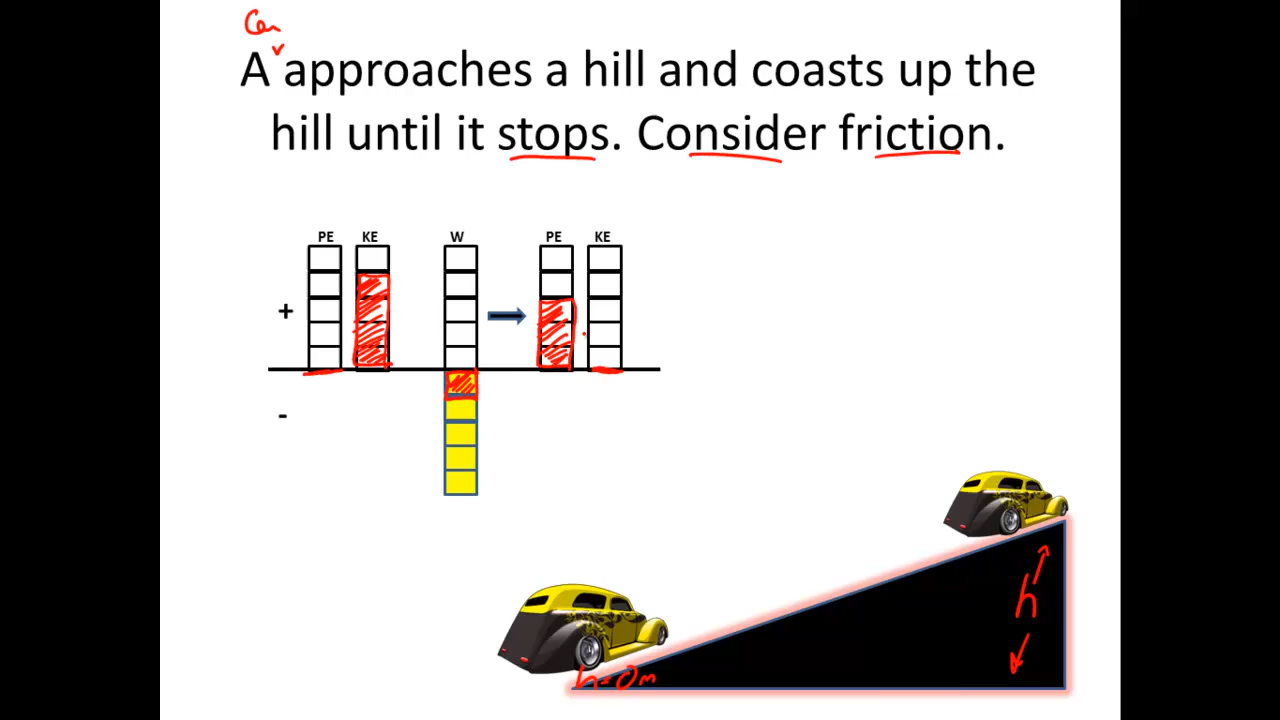 Car
A approaches a hill and coasts up the
hill until it stops. Consider friction.
PE KE W PE KE
+
-
h
h=0m